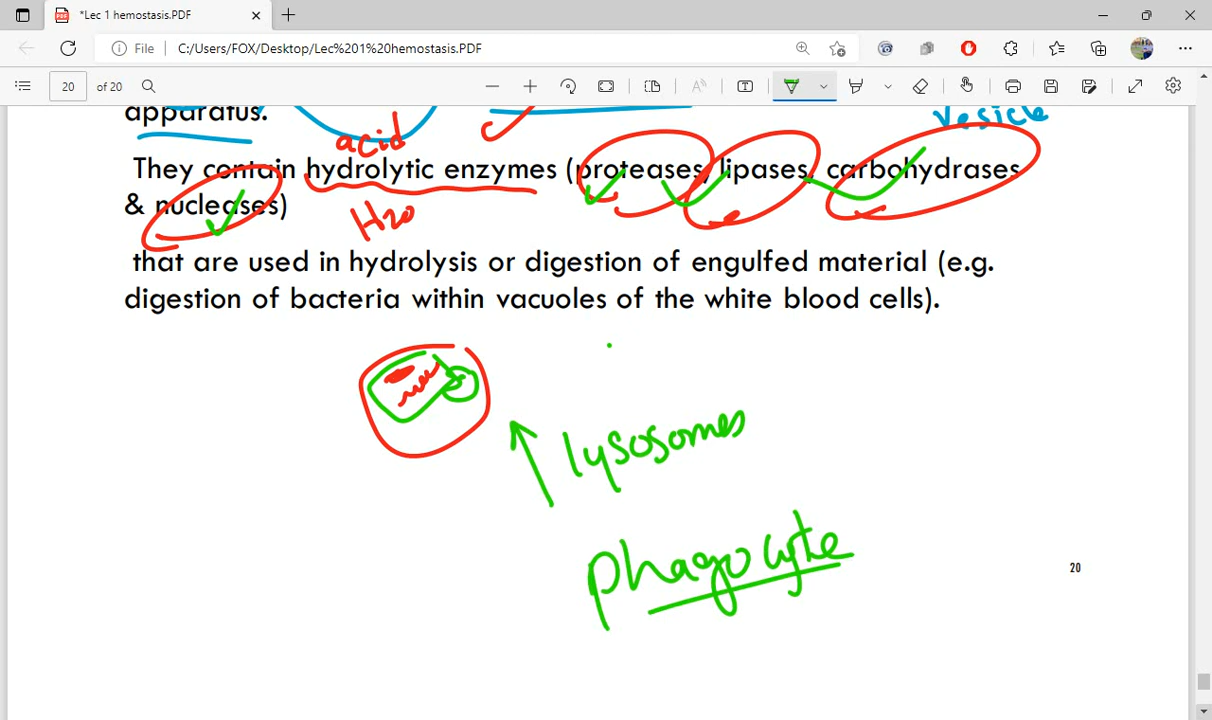 *Lec 1 hemostasis.PDF
File C:/Users/FOX/Desktop/Lec%201%20hemostasis.PDF
20 of 20
apparatus.
vesicle
acid
They contain hydrolytic enzymes (proteases, lipases, carbohydrases
& nucleases)
H2O
that are used in hydrolysis or digestion of engulfed material (e.g.
digestion of bacteria within vacuoles of the white blood cells).
lysosomes
phagocyte
20